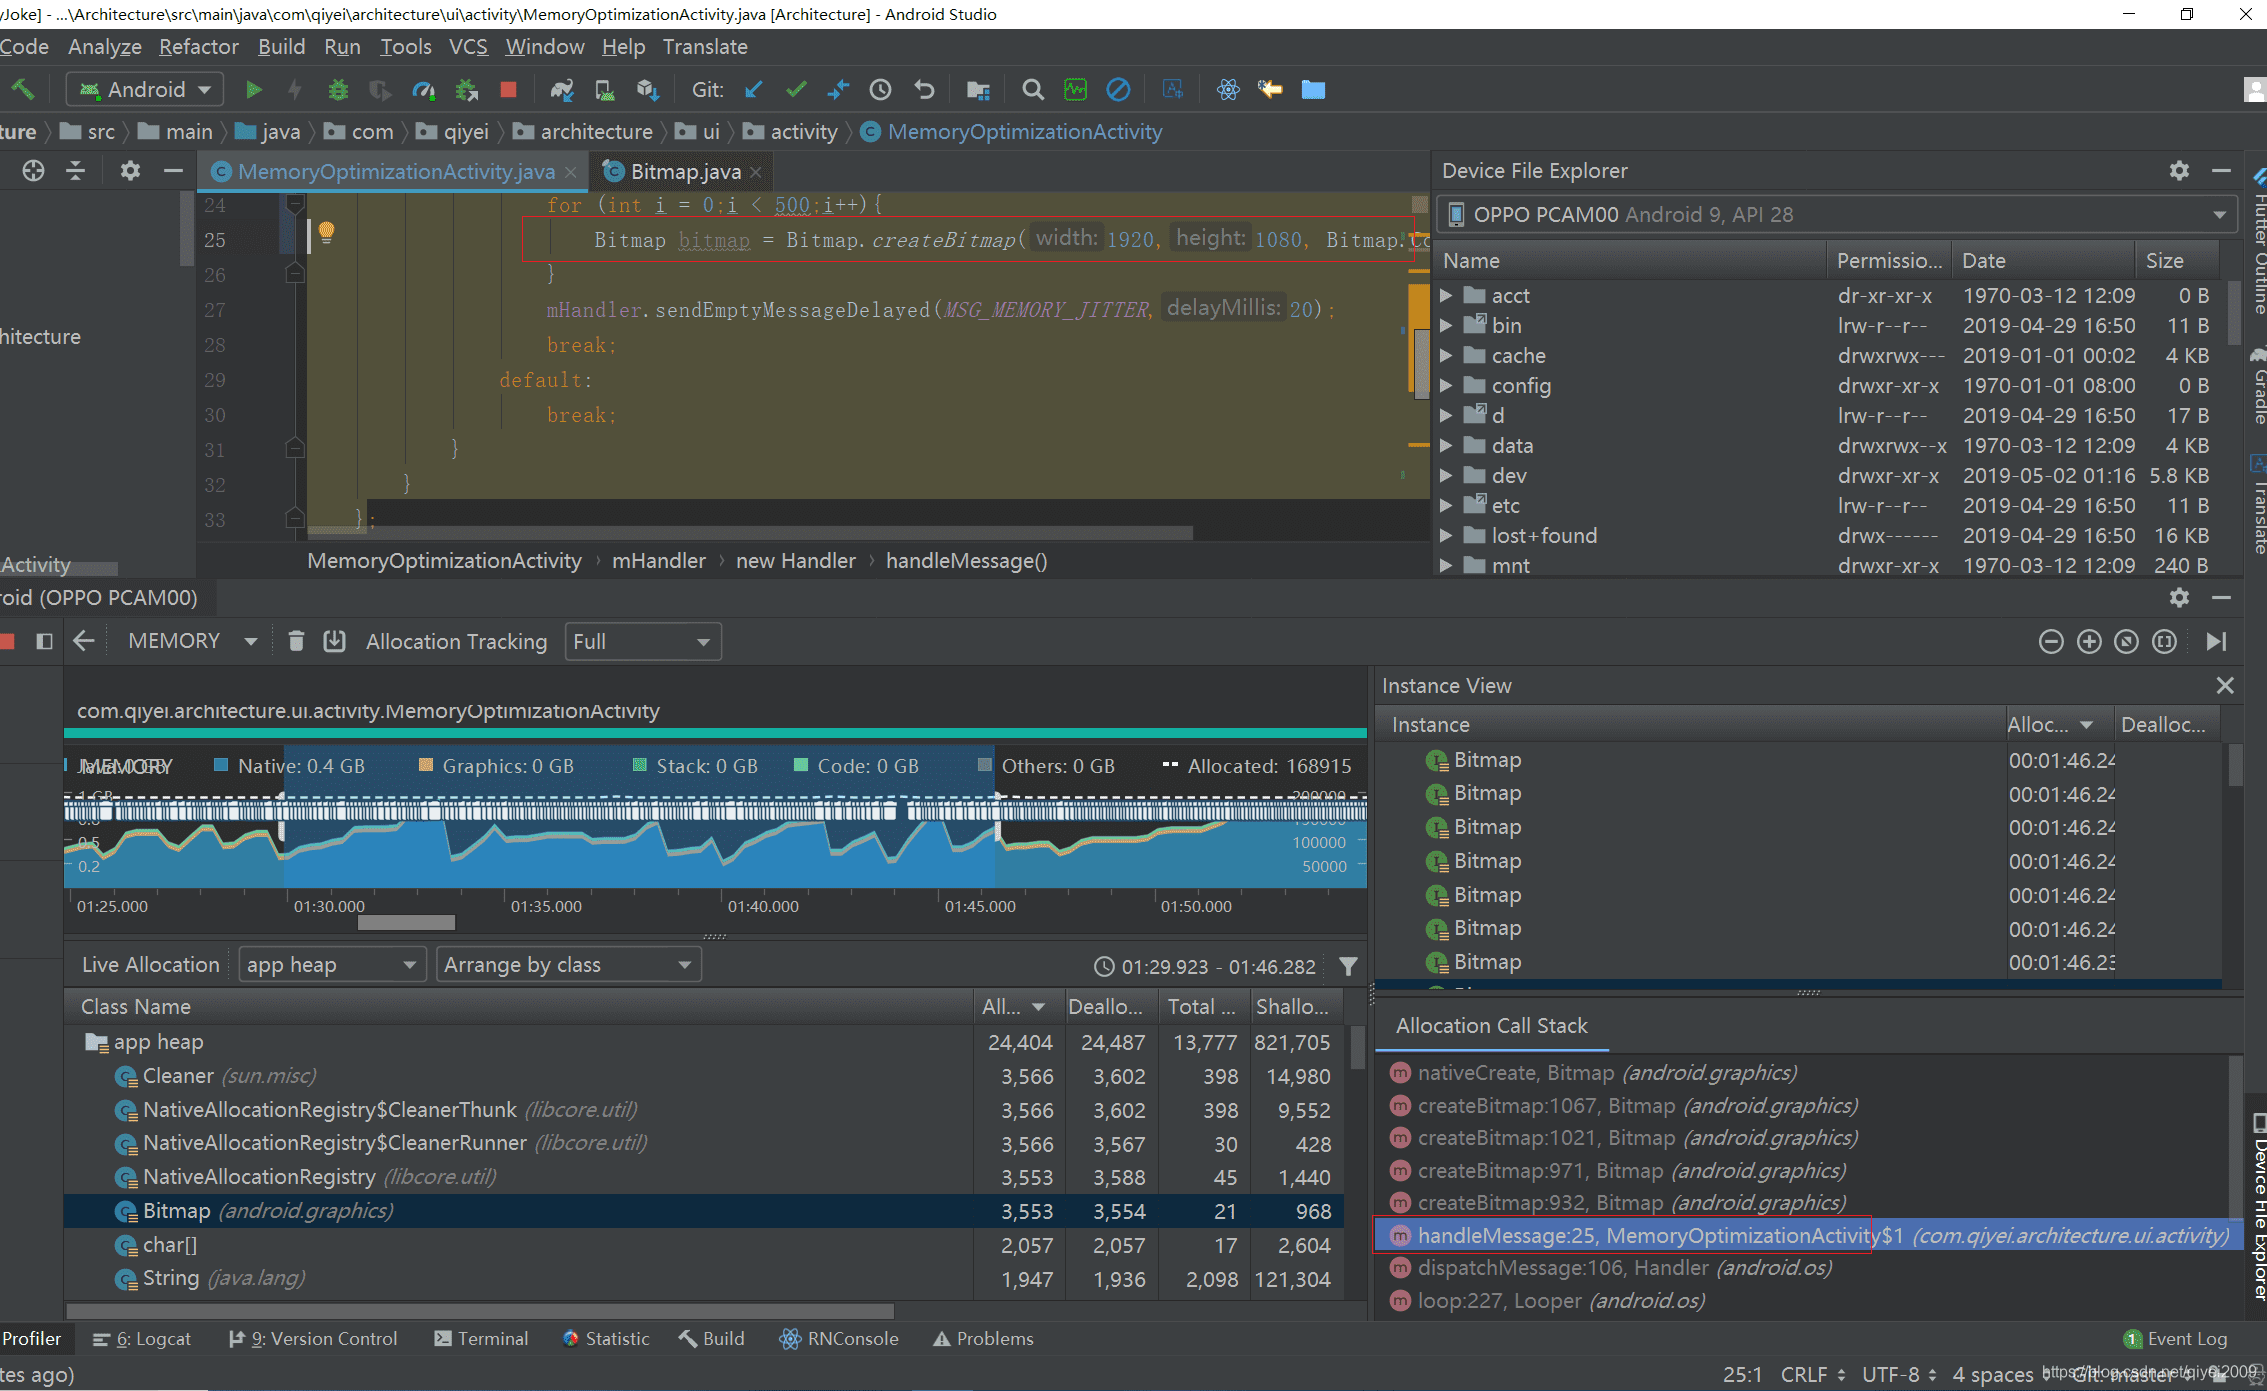 yJoke] - ...\Architecture\src\main\java\com\qiyei\architecture\ui\activity\MemoryOptimizationActivity.java [Architecture] - Android Studio
Code Analyze Refactor Build Run Tools VCS Window Help Translate
Android Git:
ture src main java com qiyei architecture ui activity MemoryOptimizationActivity
MemoryOptimizationActivity.java Bitmap.java
24 for (int i = 0;i < 500;i++){
25 Bitmap bitmap = Bitmap.createBitmap( width: 1920, height: 1080, Bitmap.Co
26 }
27 mHandler.sendEmptyMessageDelayed(MSG_MEMORY_JITTER, delayMillis: 20);
28 break;
29 default:
30 break;
31 }
32 }
33 };
hitecture
Activity
MemoryOptimizationActivity › mHandler › new Handler › handleMessage()
Device File Explorer
OPPO PCAM00 Android 9, API 28
Name Permissio... Date Size
acct dr-xr-xr-x 1970-03-12 12:09 0 B
bin lrw-r--r-- 2019-04-29 16:50 11 B
cache drwxrwx--- 2019-01-01 00:02 4 KB
config drwxr-xr-x 1970-01-01 08:00 0 B
d lrw-r--r-- 2019-04-29 16:50 17 B
data drwxrwx--x 1970-03-12 12:09 4 KB
dev drwxr-xr-x 2019-05-02 01:16 5.8 KB
etc lrw-r--r-- 2019-04-29 16:50 11 B
lost+found drwx------ 2019-04-29 16:50 16 KB
mnt drwxr-xr-x 1970-03-12 12:09 240 B
Flutter Outline
Gradle
Translate
Device File Explorer
roid (OPPO PCAM00)
MEMORY Allocation Tracking Full
com.qiyei.architecture.ui.activity.MemoryOptimizationActivity
MEMORY Java: 0 GB Native: 0.4 GB Graphics: 0 GB Stack: 0 GB Code: 0 GB Others: 0 GB Allocated: 168915
1 GB 200000
0.8 150000
0.5 100000
0.2 50000
01:25.000 01:30.000 01:35.000 01:40.000 01:45.000 01:50.000
Live Allocation app heap Arrange by class 01:29.923 - 01:46.282
Class Name All... Deallo... Total ... Shallo...
app heap 24,404 24,487 13,777 821,705
Cleaner (sun.misc) 3,566 3,602 398 14,980
NativeAllocationRegistry$CleanerThunk (libcore.util) 3,566 3,602 398 9,552
NativeAllocationRegistry$CleanerRunner (libcore.util) 3,566 3,567 30 428
NativeAllocationRegistry (libcore.util) 3,553 3,588 45 1,440
Bitmap (android.graphics) 3,553 3,554 21 968
char[] 2,057 2,057 17 2,604
String (java.lang) 1,947 1,936 2,098 121,304
Instance View
Instance Alloc... Dealloc...
Bitmap 00:01:46.24
Bitmap 00:01:46.24
Bitmap 00:01:46.24
Bitmap 00:01:46.24
Bitmap 00:01:46.24
Bitmap 00:01:46.24
Bitmap 00:01:46.23
Allocation Call Stack
nativeCreate, Bitmap (android.graphics)
createBitmap:1067, Bitmap (android.graphics)
createBitmap:1021, Bitmap (android.graphics)
createBitmap:971, Bitmap (android.graphics)
createBitmap:932, Bitmap (android.graphics)
handleMessage:25, MemoryOptimizationActivity$1 (com.qiyei.architecture.ui.activity)
dispatchMessage:106, Handler (android.os)
loop:227, Looper (android.os)
Profiler 6: Logcat 9: Version Control Terminal Statistic Build RNConsole Problems 1 Event Log
tes ago) 25:1 CRLF UTF-8 4 spaces Git: master
https://blog.csdn.net/qiyei2009